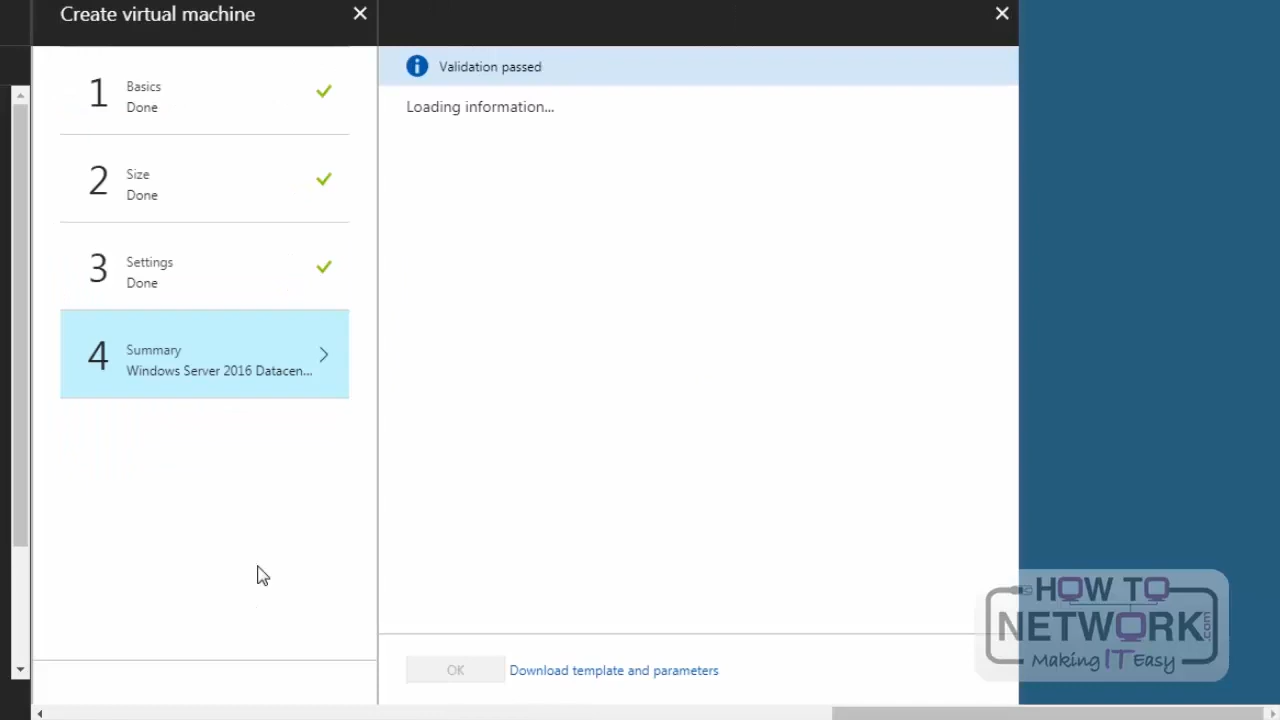 Create virtual machine
1
Basics
Done
2
Size
Done
3
Settings
Done
4
Summary
Windows Server 2016 Datacen...
Validation passed
Loading information...
OK
Download template and parameters
HOW TO
NETWORK.com
Making IT Easy